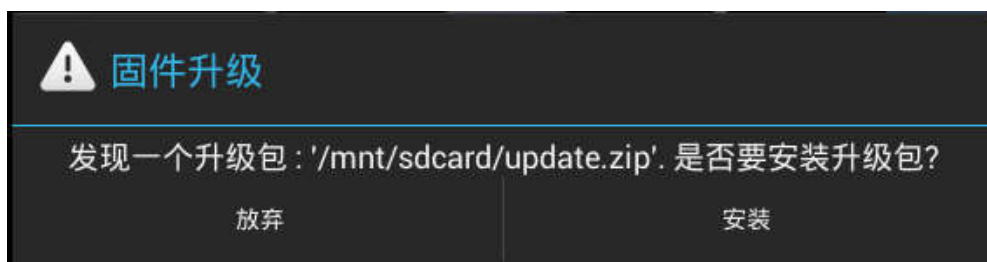 固件升级
发现一个升级包 : '/mnt/sdcard/update.zip'. 是否要安装升级包?
放弃
安装